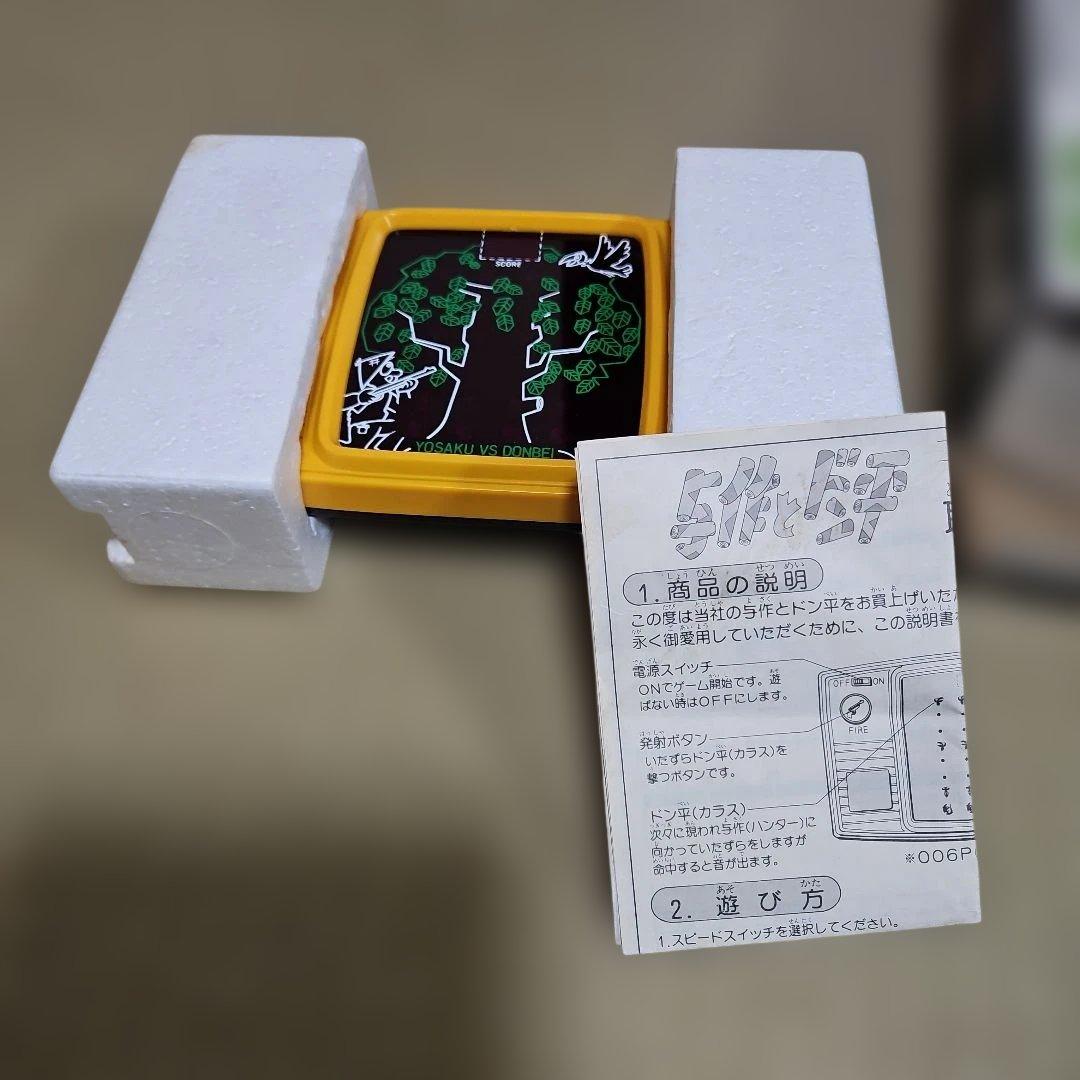 SCORE
YOSAKU VS DONBEI
与作とドン平
1.商品の説明
この度は当社の与作とドン平をお買上げいた
永く御愛用していただくために、この説明書
電源スイッチ
ONでゲーム開始です。遊
ばない時はOFFにします。
OFF ON
FIRE
発射ボタン
いたずらドン平(カラス)を
撃つボタンです。
ドン平(カラス)
次々に現われ与作(ハンター)に
向かっていたずらをしますが
命中すると音が出ます。
※006P
2.遊び方
1.スピードスイッチを選択してください。